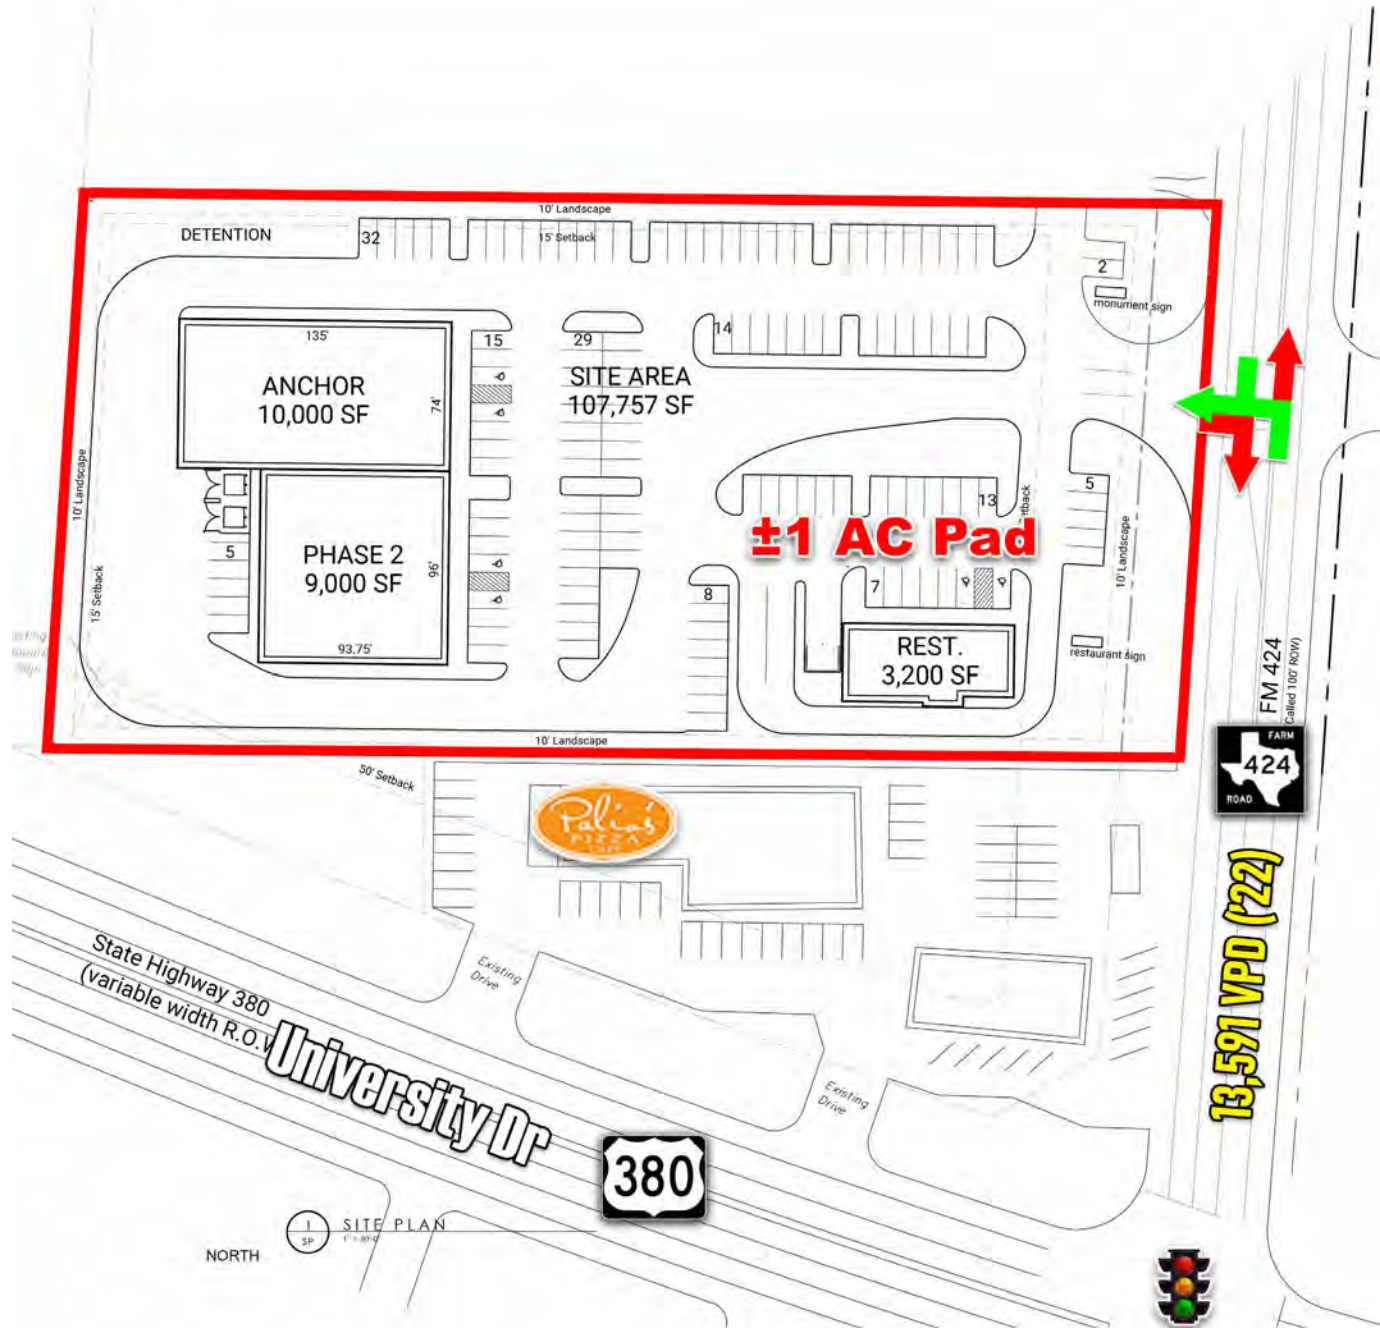 10' Landscape
DETENTION
32
15' Setback
2
monument sign
135'
15
29
14
ANCHOR
10,000 SF
74'
SITE AREA
107,757 SF
10' Landscape
5
13
±1 AC Pad
5
10' Landscape
PHASE 2
9,000 SF
96'
93.75'
15' Setback
8
7
REST.
3,200 SF
restaurant sign
10' Landscape
50' Setback
FM 424
(Called 100' ROW)
FARM
424
ROAD
Palio's
PIZZA
CAFE
13,591 VPD ('22)
State Highway 380
(variable width R.O.
University Dr
Existing
Drive
Existing
Drive
380
1
SP
SITE PLAN
NORTH